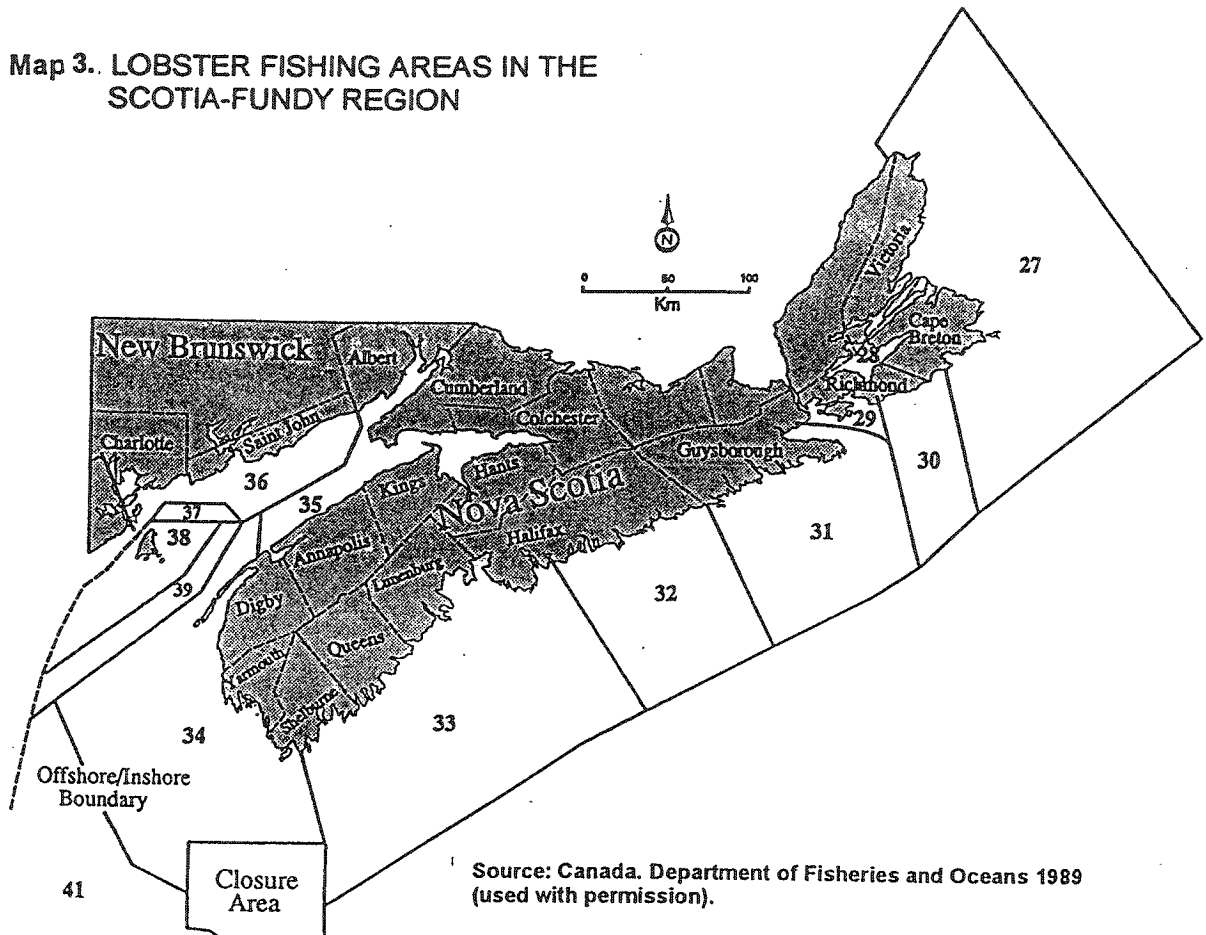 Map 3. LOBSTER FISHING AREAS IN THE
SCOTIA-FUNDY REGION
N
0 50 100
Km
27
Victoria
Cape
Breton
28
Richmond
29
30
New Brunswick
Albert
Cumberland
Colchester
Charlotte
Saint John
Guysborough
36
35
Kings
Hants
Nova Scotia
37
38
Annapolis
Halifax
31
39
Lunenburg
32
Digby
Queens
Yarmouth
Shelburne
34
33
Offshore/Inshore
Boundary
41
Closure
Area
Source: Canada. Department of Fisheries and Oceans 1989
(used with permission).